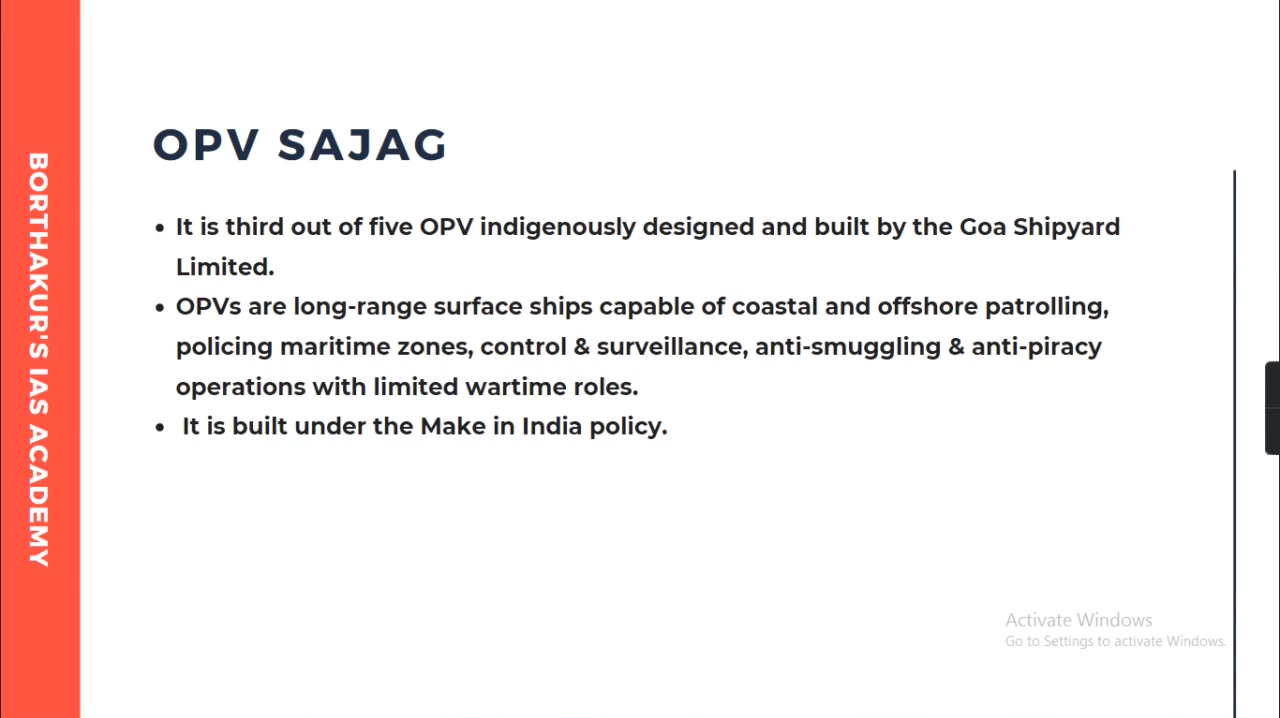 BORTHAKUR'S IAS ACADEMY
OPV SAJAG
• It is third out of five OPV indigenously designed and built by the Goa Shipyard
Limited.
• OPVs are long-range surface ships capable of coastal and offshore patrolling,
policing maritime zones, control & surveillance, anti-smuggling & anti-piracy
operations with limited wartime roles.
• It is built under the Make in India policy.
Activate Windows
Go to Settings to activate Windows.